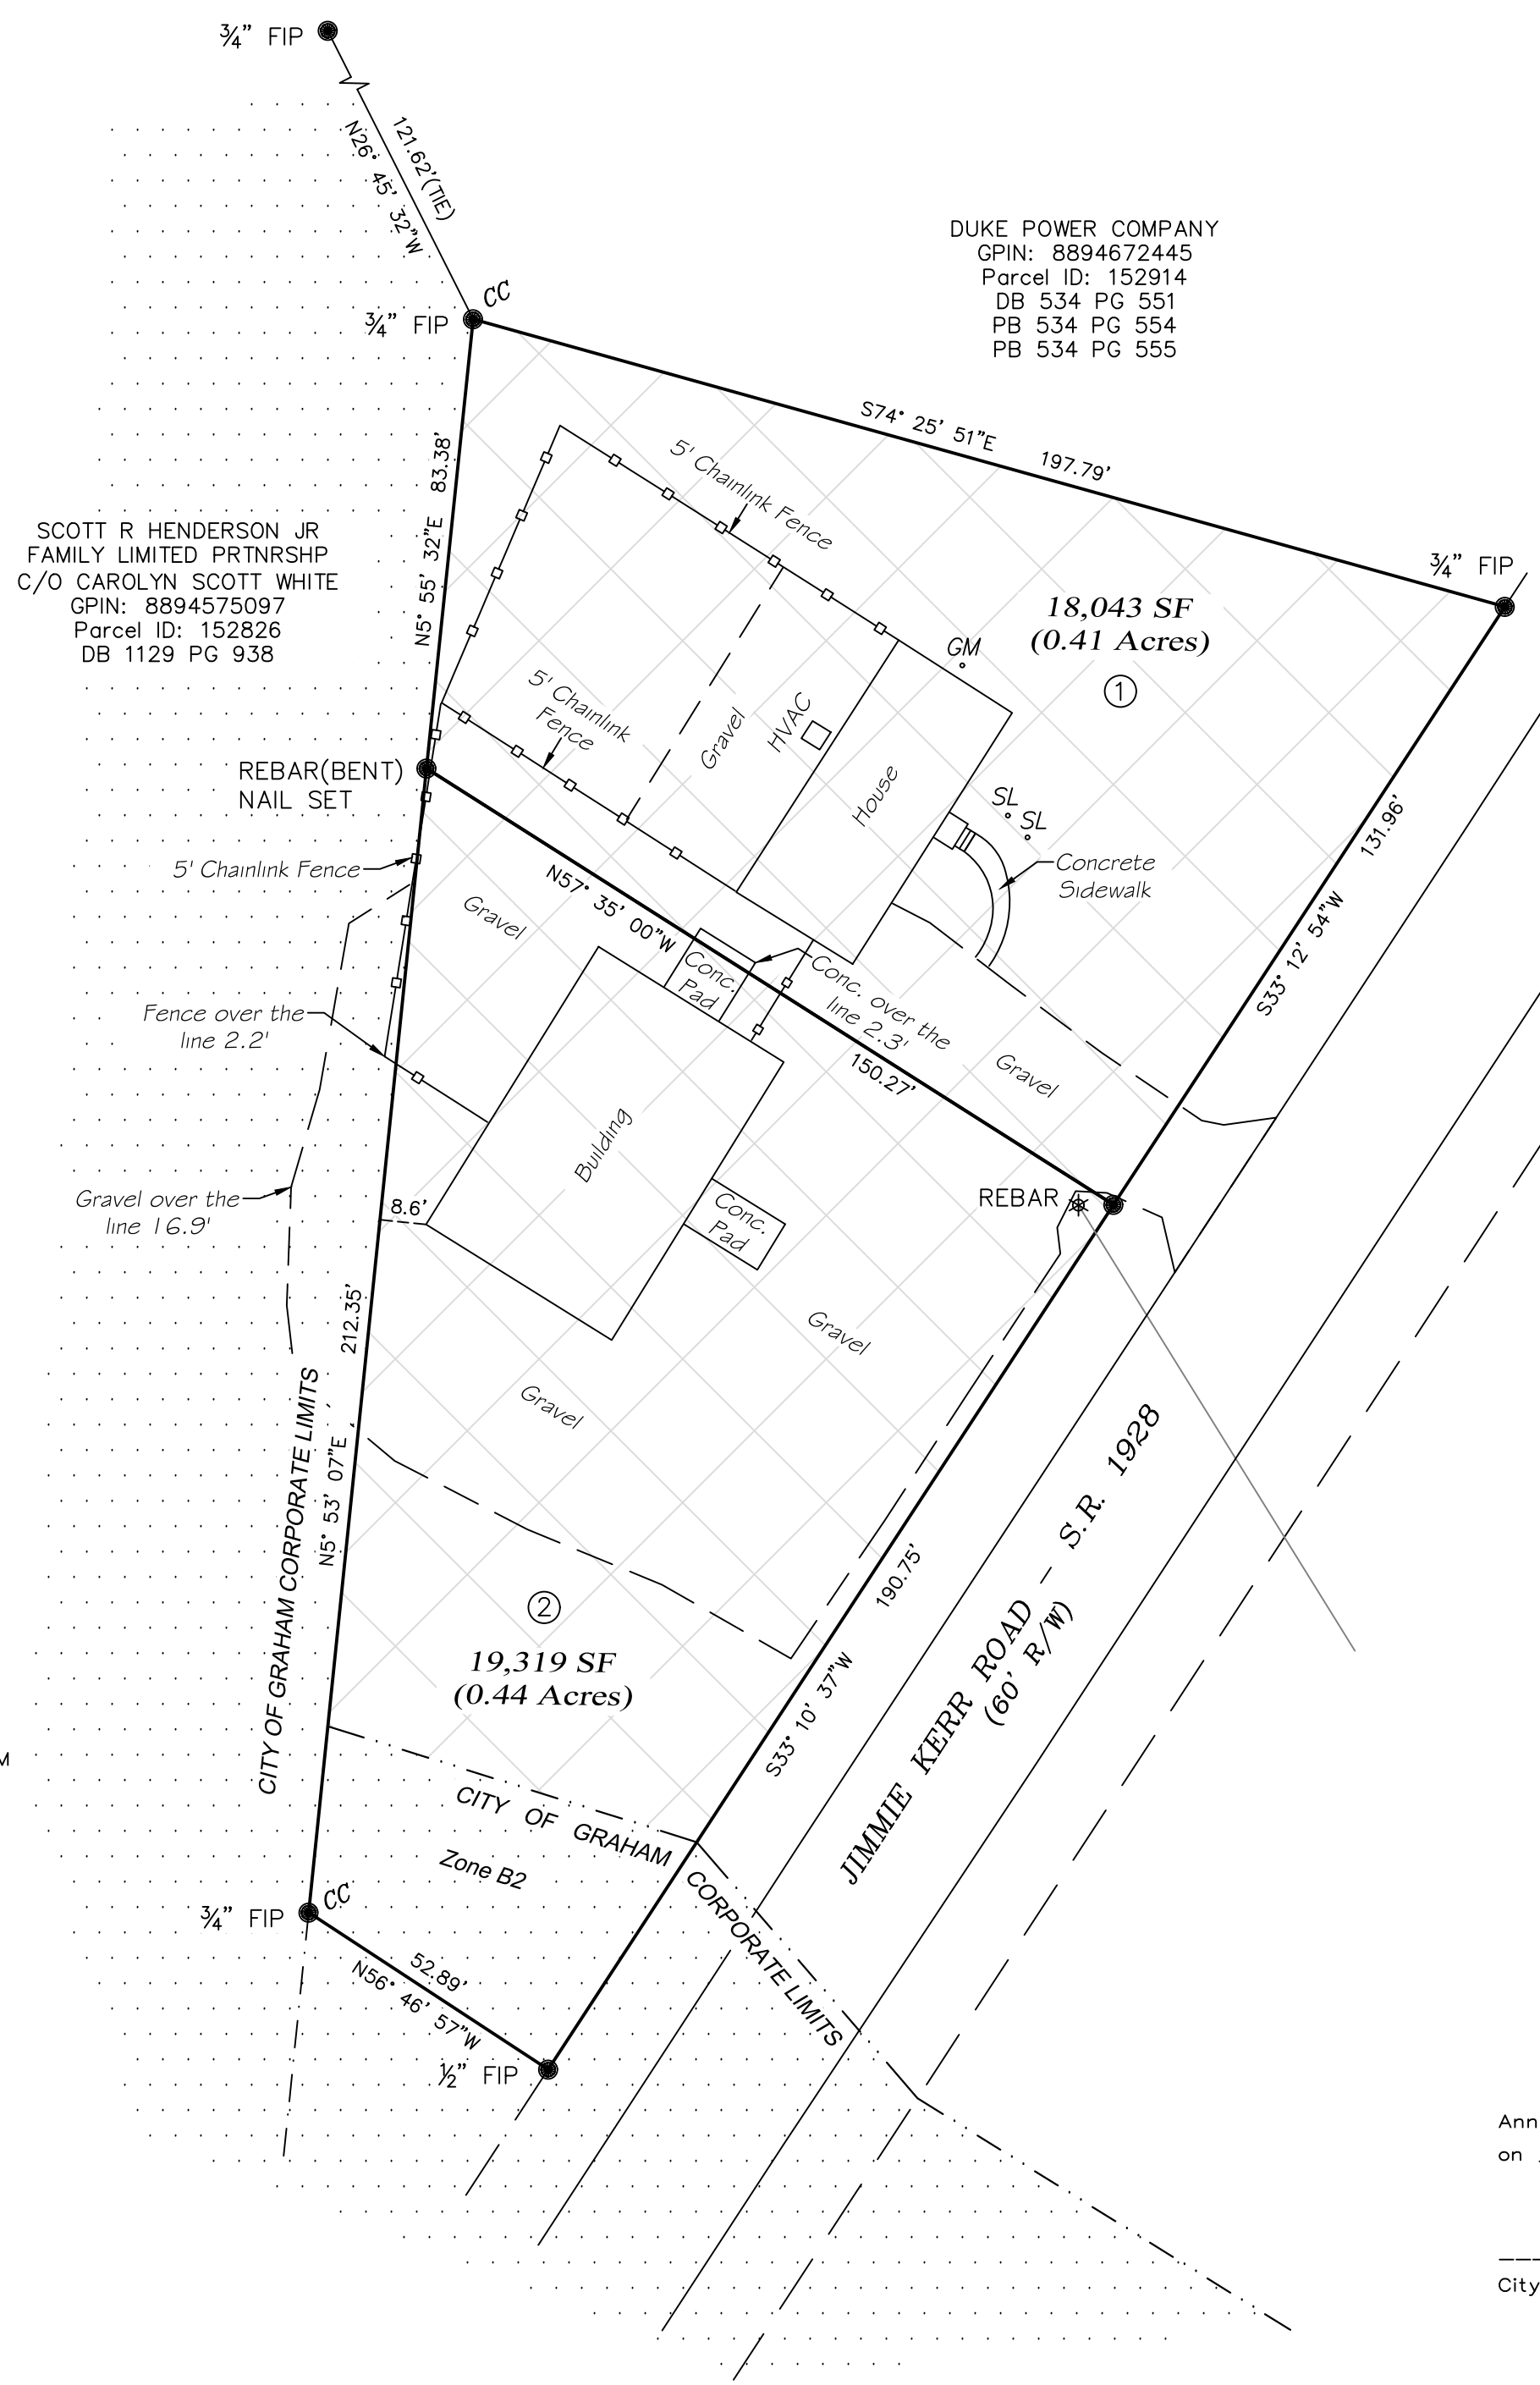 ¾" FIP
121.62'(TIE)
N26° 45' 32"W
DUKE POWER COMPANY
GPIN: 8894672445
Parcel ID: 152914
DB 534 PG 551
PB 534 PG 554
PB 534 PG 555
CC
¾" FIP
S74° 25' 51"E 197.79'
N5° 55' 32"E 83.38'
5' Chainlink Fence
SCOTT R HENDERSON JR
FAMILY LIMITED PRTNRSHP
C/O CAROLYN SCOTT WHITE
GPIN: 8894575097
Parcel ID: 152826
DB 1129 PG 938
¾" FIP
18,043 SF
(0.41 Acres)
1
GM
5' Chainlink
Fence
Gravel
HVAC
House
SL
SL
REBAR(BENT)
NAIL SET
5' Chainlink Fence
Concrete
Sidewalk
S33° 12' 54"W 131.96'
N57° 35' 00"W
150.27'
Gravel
Conc.
Pad
Conc. over the
line 2.3'
Gravel
Fence over the
line 2.2'
Building
Gravel over the
line 16.9'
8.6'
Conc.
Pad
REBAR
Gravel
Gravel
N5° 53' 07"E 212.35'
CITY OF GRAHAM CORPORATE LIMITS
S33° 10' 37"W 190.75'
JIMMIE KERR ROAD - S.R. 1928
(60' R/W)
2
19,319 SF
(0.44 Acres)
M
CITY OF GRAHAM CORPORATE LIMITS
Zone B2
CC
¾" FIP
52.89'
N56° 46' 57"W
½" FIP
Ann
on
City